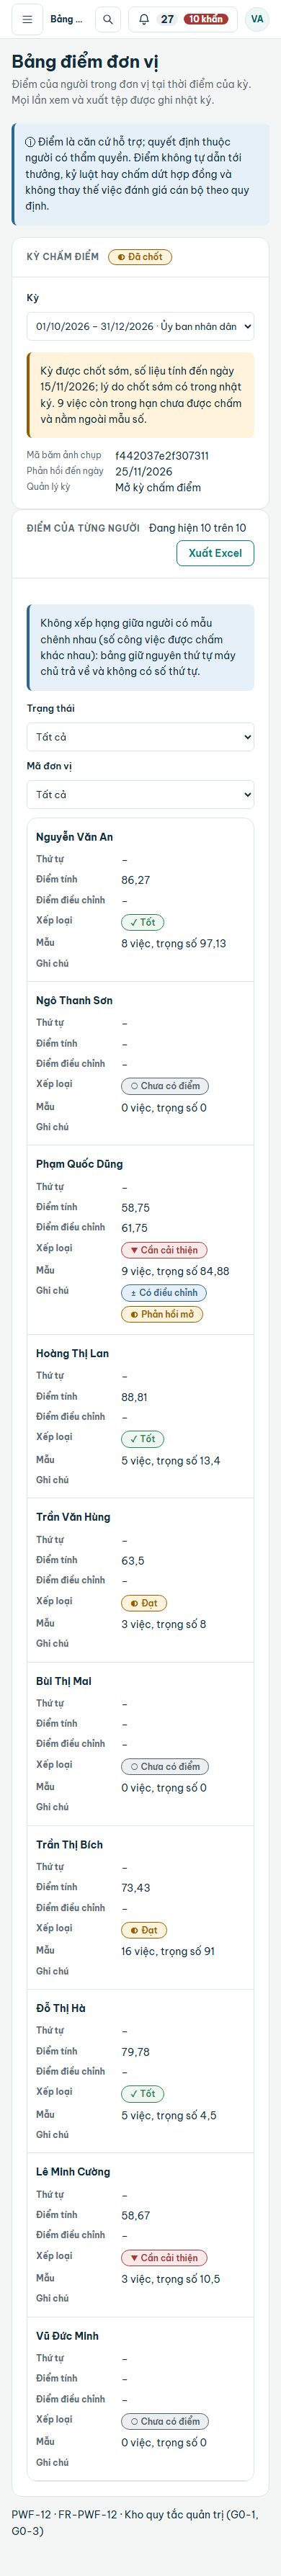 Bảng ...
27
10 khẩn
VA
Bảng điểm đơn vị
Điểm của người trong đơn vị tại thời điểm của kỳ.
Mọi lần xem và xuất tệp được ghi nhật ký.
Điểm là căn cứ hỗ trợ; quyết định thuộc
người có thẩm quyền. Điểm không tự dẫn tới
thưởng, kỷ luật hay chấm dứt hợp đồng và
không thay thế việc đánh giá cán bộ theo quy
định.
KỲ CHẤM ĐIỂM
Đã chốt
Kỳ
01/10/2026 – 31/12/2026 · Ủy ban nhân dân
Kỳ được chốt sớm, số liệu tính đến ngày
15/11/2026; lý do chốt sớm có trong nhật
ký. 9 việc còn trong hạn chưa được chấm
và nằm ngoài mẫu số.
Mã băm ảnh chụp f442037e2f307311
Phản hồi đến ngày 25/11/2026
Quản lý kỳ Mở kỳ chấm điểm
ĐIỂM CỦA TỪNG NGƯỜI Đang hiện 10 trên 10
Xuất Excel
Không xếp hạng giữa người có mẫu
chênh nhau (số công việc được chấm
khác nhau): bảng giữ nguyên thứ tự máy
chủ trả về và không có số thứ tự.
Trạng thái
Tất cả
Mã đơn vị
Tất cả
Nguyễn Văn An
Thứ tự –
Điểm tính 86,27
Điểm điều chỉnh –
Xếp loại ✓ Tốt
Mẫu 8 việc, trọng số 97,13
Ghi chú
Ngô Thanh Sơn
Thứ tự –
Điểm tính –
Điểm điều chỉnh –
Xếp loại Chưa có điểm
Mẫu 0 việc, trọng số 0
Ghi chú
Phạm Quốc Dũng
Thứ tự –
Điểm tính 58,75
Điểm điều chỉnh 61,75
Xếp loại ▼ Cần cải thiện
Mẫu 9 việc, trọng số 84,88
Ghi chú ± Có điều chỉnh
Phản hồi mở
Hoàng Thị Lan
Thứ tự –
Điểm tính 88,81
Điểm điều chỉnh –
Xếp loại ✓ Tốt
Mẫu 5 việc, trọng số 13,4
Ghi chú
Trần Văn Hùng
Thứ tự –
Điểm tính 63,5
Điểm điều chỉnh –
Xếp loại Đạt
Mẫu 3 việc, trọng số 8
Ghi chú
Bùi Thị Mai
Thứ tự –
Điểm tính –
Điểm điều chỉnh –
Xếp loại Chưa có điểm
Mẫu 0 việc, trọng số 0
Ghi chú
Trần Thị Bích
Thứ tự –
Điểm tính 73,43
Điểm điều chỉnh –
Xếp loại Đạt
Mẫu 16 việc, trọng số 91
Ghi chú
Đỗ Thị Hà
Thứ tự –
Điểm tính 79,78
Điểm điều chỉnh –
Xếp loại ✓ Tốt
Mẫu 5 việc, trọng số 4,5
Ghi chú
Lê Minh Cường
Thứ tự –
Điểm tính 58,67
Điểm điều chỉnh –
Xếp loại ▼ Cần cải thiện
Mẫu 3 việc, trọng số 10,5
Ghi chú
Vũ Đức Minh
Thứ tự –
Điểm tính –
Điểm điều chỉnh –
Xếp loại Chưa có điểm
Mẫu 0 việc, trọng số 0
Ghi chú
PWF-12 · FR-PWF-12 · Kho quy tắc quản trị (G0-1,
G0-3)